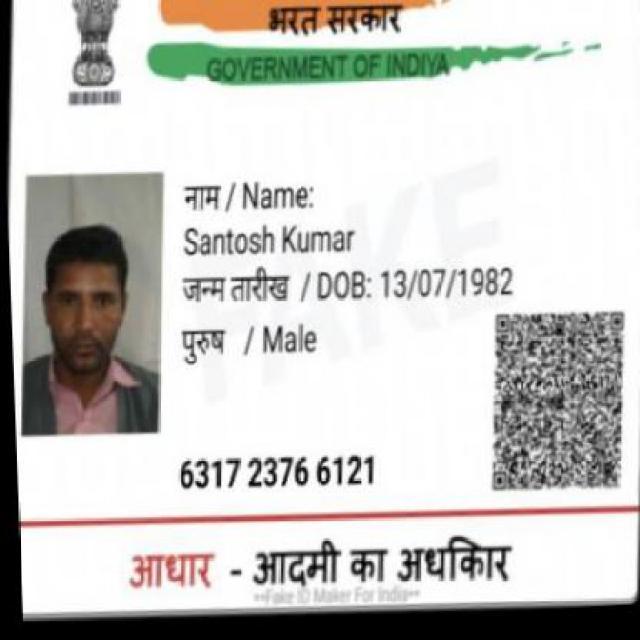 भरत सरकार
GOVERNMENT OF INDIYA
नाम / Name:
Santosh Kumar
जन्म तारीख / DOB: 13/07/1982
पुरुष / Male
FAKE
6317 2376 6121
आधार - आदमी का अधकिार
**Fake ID Maker For India**